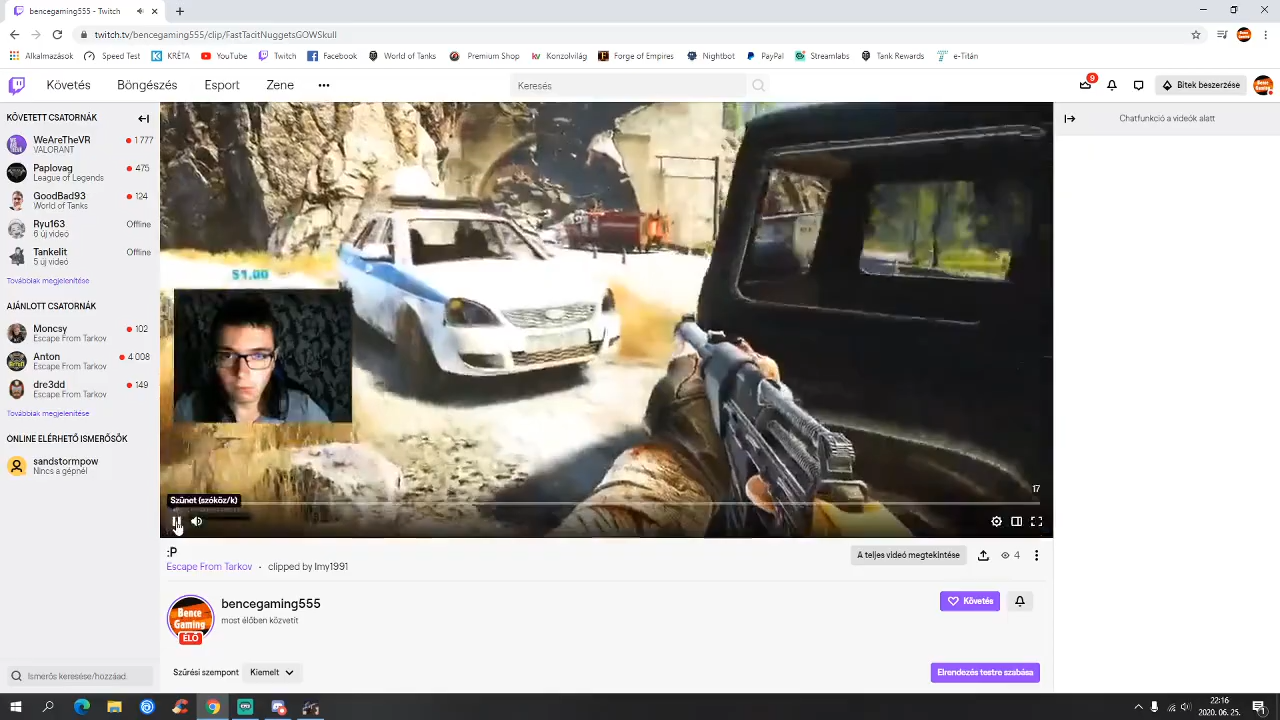 bencegaming555 - Twitch
twitch.tv/bencegaming555/clip/FastTacitNuggetsGOWSkull
Alkalmazások
Speed Test
KRÉTA
YouTube
Twitch
Facebook
World of Tanks
Premium Shop
Konzolvilág
Forge of Empires
Nightbot
PayPal
Streamlabs
Tank Rewards
e-Titán
Követés
Böngészés
Esport
Zene
Keresés
9
Bitek beszerzése
KÖVETETT CSATORNÁK
WeAreTheVR
1 777
VALORANT
Paplovag
475
League of Legends
GoodBad93
124
World of Tanks
Ryu163
Offline
6 új videó
Tankelit
Offline
5 új videó
Továbbiak megjelenítése
AJÁNLOTT CSATORNÁK
Moncsy
102
Escape From Tarkov
Anton
4 008
Escape From Tarkov
dre3dd
149
Escape From Tarkov
Továbbiak megjelenítése
ONLINE ELÉRHETŐ ISMERŐSÖK
sandstormpow
Nincs a gépnél
Ismerős keresése/hozzáad.
51.00
Szünet (szóköz/k)
17
:P
Escape From Tarkov · clipped by Imy1991
A teljes videó megtekintése
4
Bence
Gaming
ÉLŐ
bencegaming555
most élőben közvetít
Követés
Szűrési szempont
Kiemelt
Elrendezés testre szabása
Chatfunkció a videók alatt
22:16
2020. 06. 25.